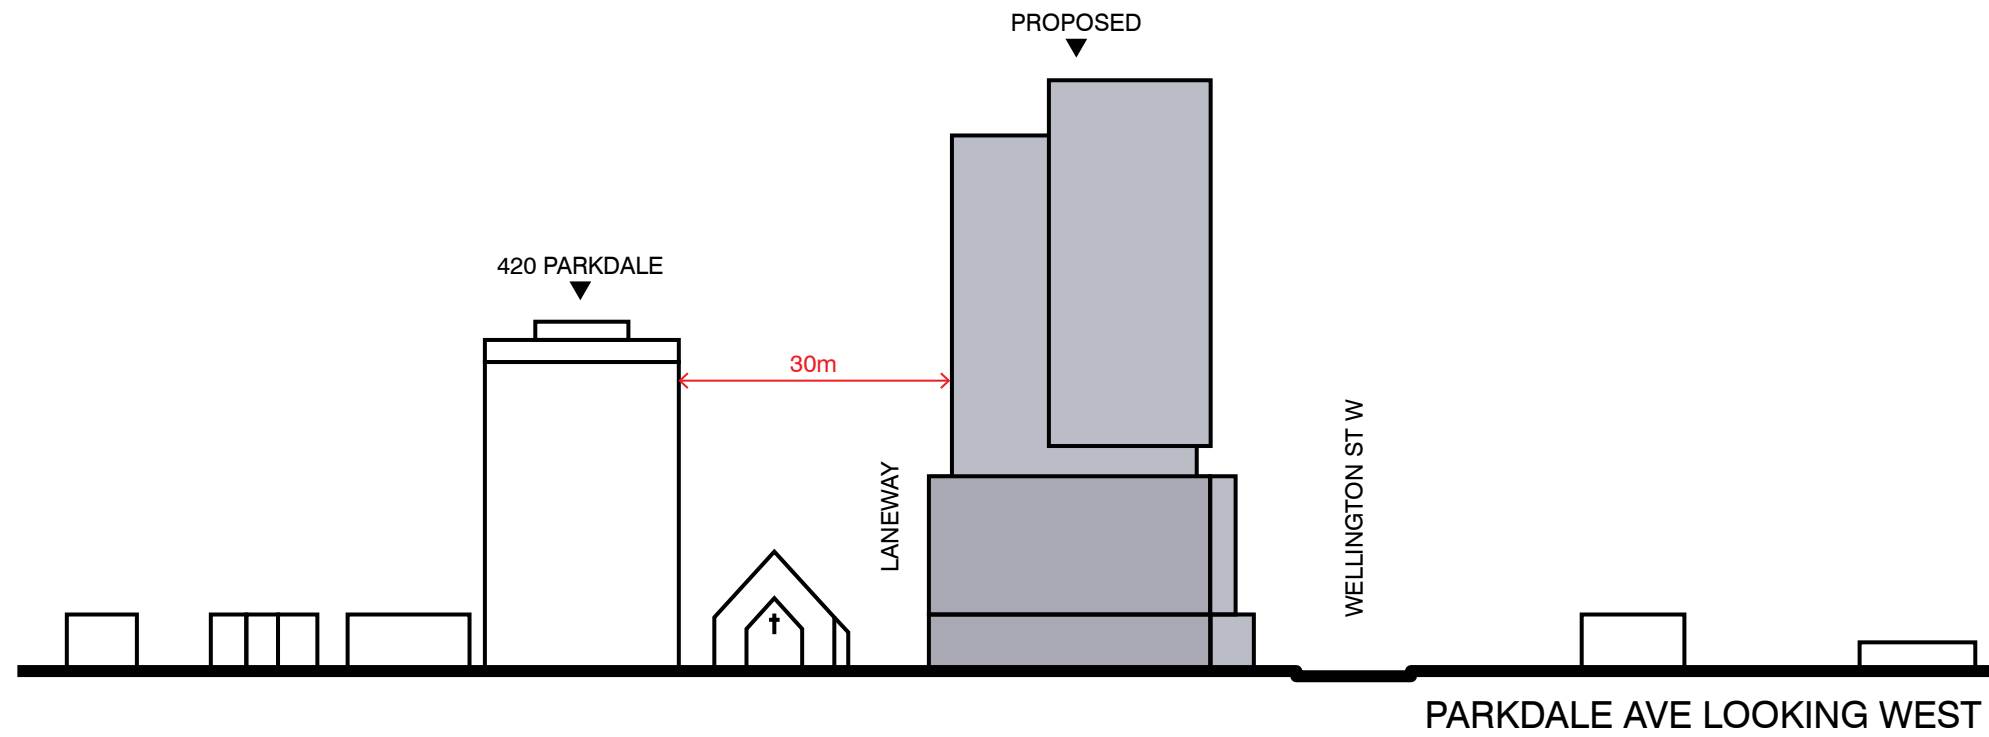 PROPOSED
420 PARKDALE
30m
LANEWAY
WELLINGTON ST W
PARKDALE AVE LOOKING WEST